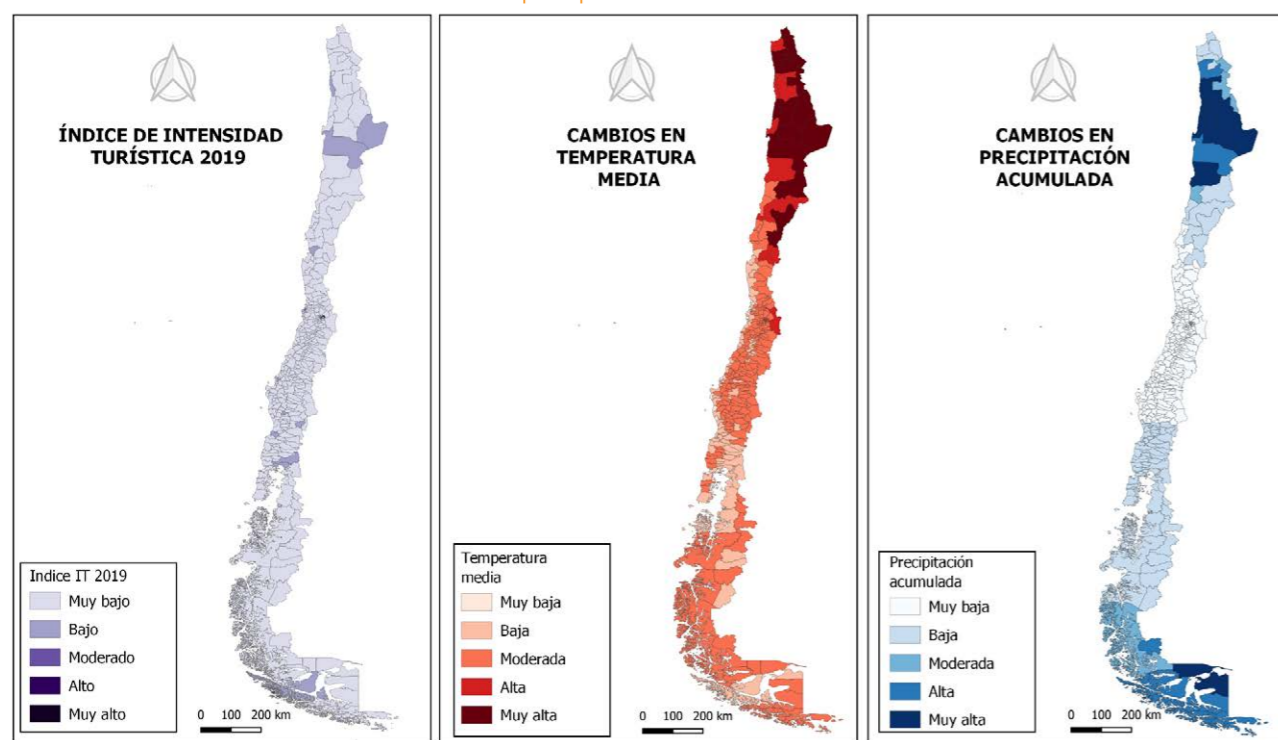 ÍNDICE DE INTENSIDAD
TURÍSTICA 2019
Indice IT 2019
Muy bajo
Bajo
Moderado
Alto
Muy alto
0 100 200 km
CAMBIOS EN
TEMPERATURA
MEDIA
Temperatura
media
Muy baja
Baja
Moderada
Alta
Muy alta
0 100 200 km
CAMBIOS EN
PRECIPITACIÓN
ACUMULADA
Precipitación
acumulada
Muy baja
Baja
Moderada
Alta
Muy alta
0 100 200 km